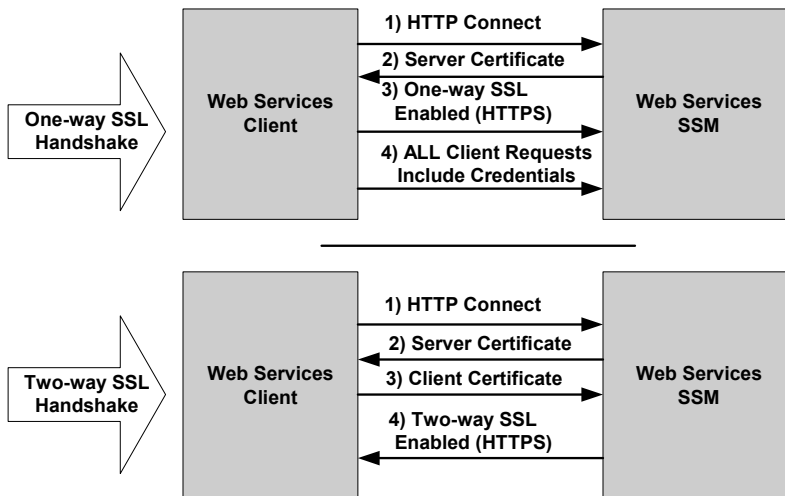 One-way SSL
Handshake
Web Services
Client
1) HTTP Connect
2) Server Certificate
3) One-way SSL
Enabled (HTTPS)
4) ALL Client Requests
Include Credentials
Web Services
SSM
Two-way SSL
Handshake
Web Services
Client
1) HTTP Connect
2) Server Certificate
3) Client Certificate
4) Two-way SSL
Enabled (HTTPS)
Web Services
SSM